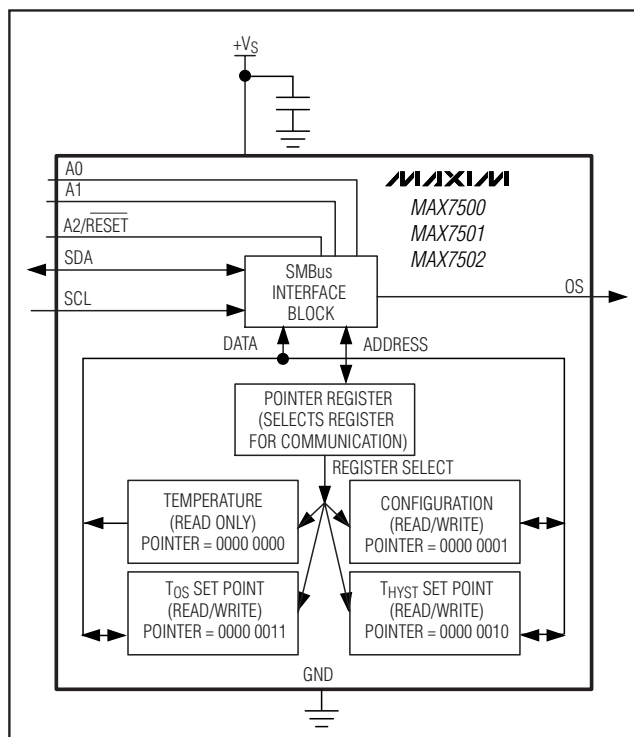 +VS
A0
A1
A2/RESET
SDA
SCL
MAXIM
MAX7500
MAX7501
MAX7502
SMBus
INTERFACE
BLOCK
OS
DATA
ADDRESS
POINTER REGISTER
(SELECTS REGISTER
FOR COMMUNICATION)
REGISTER SELECT
TEMPERATURE
(READ ONLY)
POINTER = 0000 0000
CONFIGURATION
(READ/WRITE)
POINTER = 0000 0001
TOS SET POINT
(READ/WRITE)
POINTER = 0000 0011
THYST SET POINT
(READ/WRITE)
POINTER = 0000 0010
GND